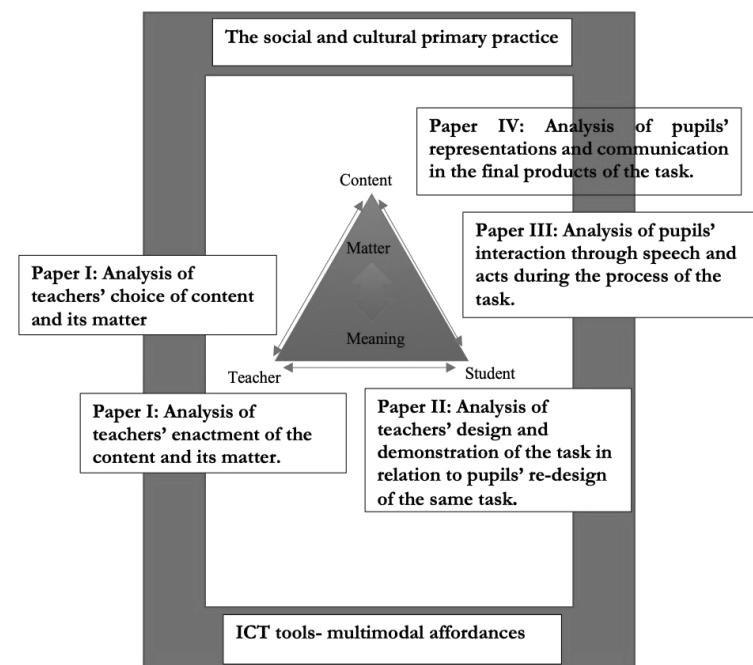 The social and cultural primary practice
Paper IV: Analysis of pupils’
representations and communication
in the final products of the task.
Content
Paper III: Analysis of pupils’
interaction through speech and
acts during the process of the
task.
Matter
Paper I: Analysis of
teachers’ choice of content
and its matter
Meaning
Teacher
Student
Paper I: Analysis of
teachers’ enactment of the
content and its matter.
Paper II: Analysis of
teachers’ design and
demonstration of the task in
relation to pupils’ re-design
of the same task.
ICT tools- multimodal affordances